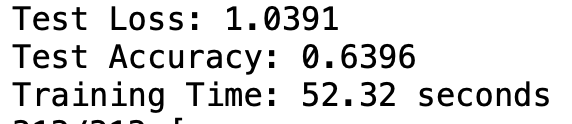 Test Loss: 1.0391
Test Accuracy: 0.6396
Training Time: 52.32 seconds